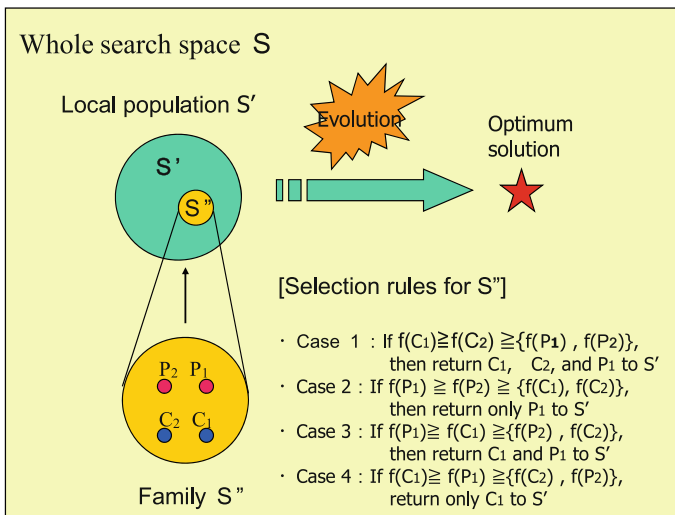 Whole search space S
Local population S'
Evolution
Optimum
solution
S'
S"
[Selection rules for S"]
・ Case 1 : If f(C1)≧f(C2) ≧{f(P1) , f(P2)},
then return C1, C2, and P1 to S'
・ Case 2 : If f(P1) ≧ f(P2) ≧ {f(C1), f(C2)},
then return only P1 to S'
・ Case 3 : If f(P1)≧ f(C1) ≧{f(P2) , f(C2)},
then return C1 and P1 to S'
・ Case 4 : If f(C1)≧ f(P1) ≧{f(C2) , f(P2)},
return only C1 to S'
P2 P1
C2 C1
Family S"